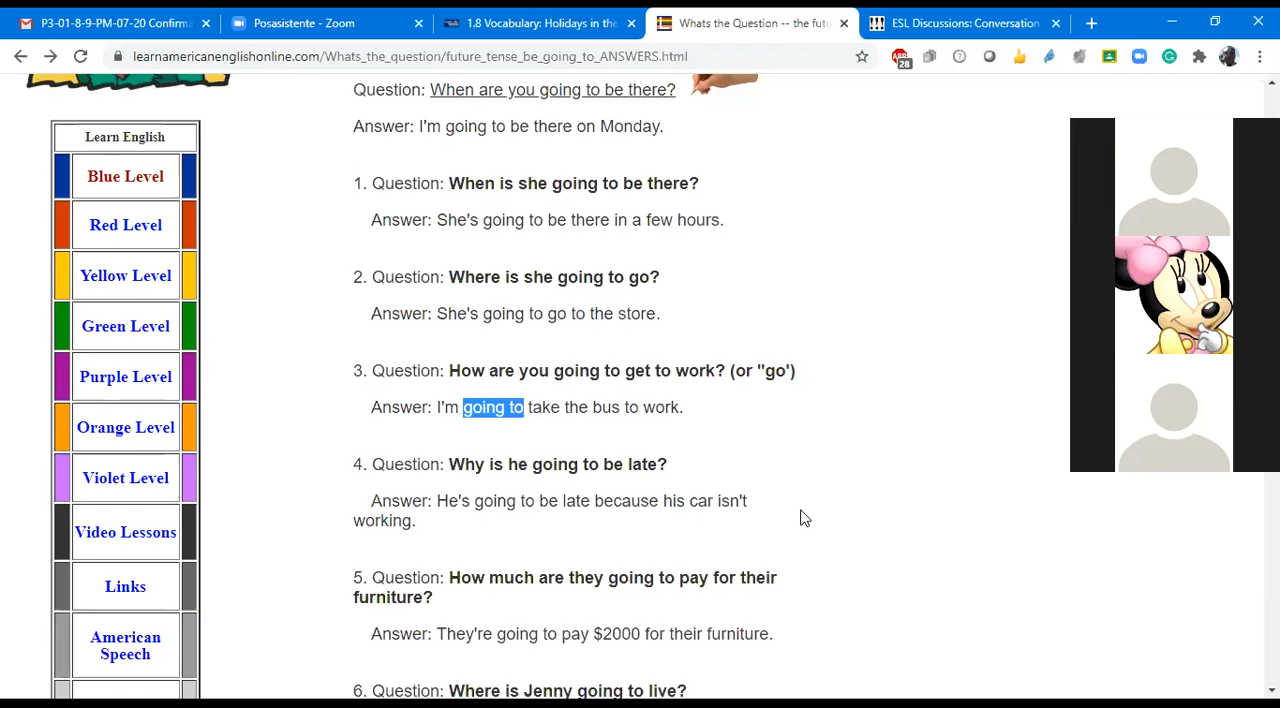 P3-01-8-9-PM-07-20 Confirma
Posasistente - Zoom
1.8 Vocabulary: Holidays in the
Whats the Question -- the futu
ESL Discussions: Conversation
learnamericanenglishonline.com/Whats_the_question/future_tense_be_going_to_ANSWERS.html
28
Question: When are you going to be there?
Answer: I'm going to be there on Monday.
1. Question: When is she going to be there?
Answer: She's going to be there in a few hours.
2. Question: Where is she going to go?
Answer: She's going to go to the store.
3. Question: How are you going to get to work? (or "go')
Answer: I'm going to take the bus to work.
4. Question: Why is he going to be late?
Answer: He's going to be late because his car isn't
working.
5. Question: How much are they going to pay for their
furniture?
Answer: They're going to pay $2000 for their furniture.
6. Question: Where is Jenny going to live?
Learn English
Blue Level
Red Level
Yellow Level
Green Level
Purple Level
Orange Level
Violet Level
Video Lessons
Links
American
Speech